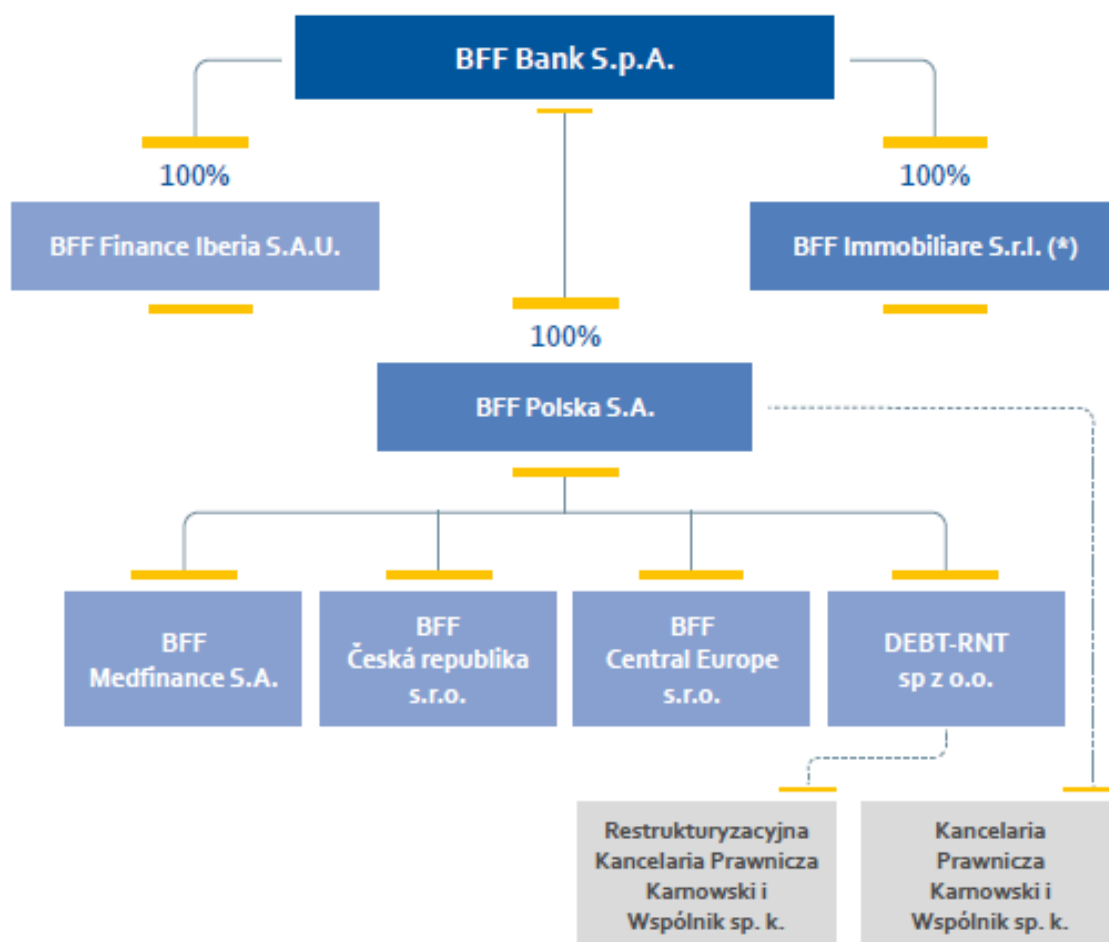 BFF Bank S.p.A.
100%
100%
BFF Finance Iberia S.A.U.
BFF Immobiliare S.r.l. (*)
100%
BFF Polska S.A.
BFF
Medfinance S.A.
BFF
Česká republika
s.r.o.
BFF
Central Europe
s.r.o.
DEBT-RNT
sp z o.o.
Restrukturyzacyjna
Kancelaria Prawnicza
Karnowski i
Wspólnik sp. k.
Kancelaria
Prawnicza
Karnowski i
Wspólnik sp. k.